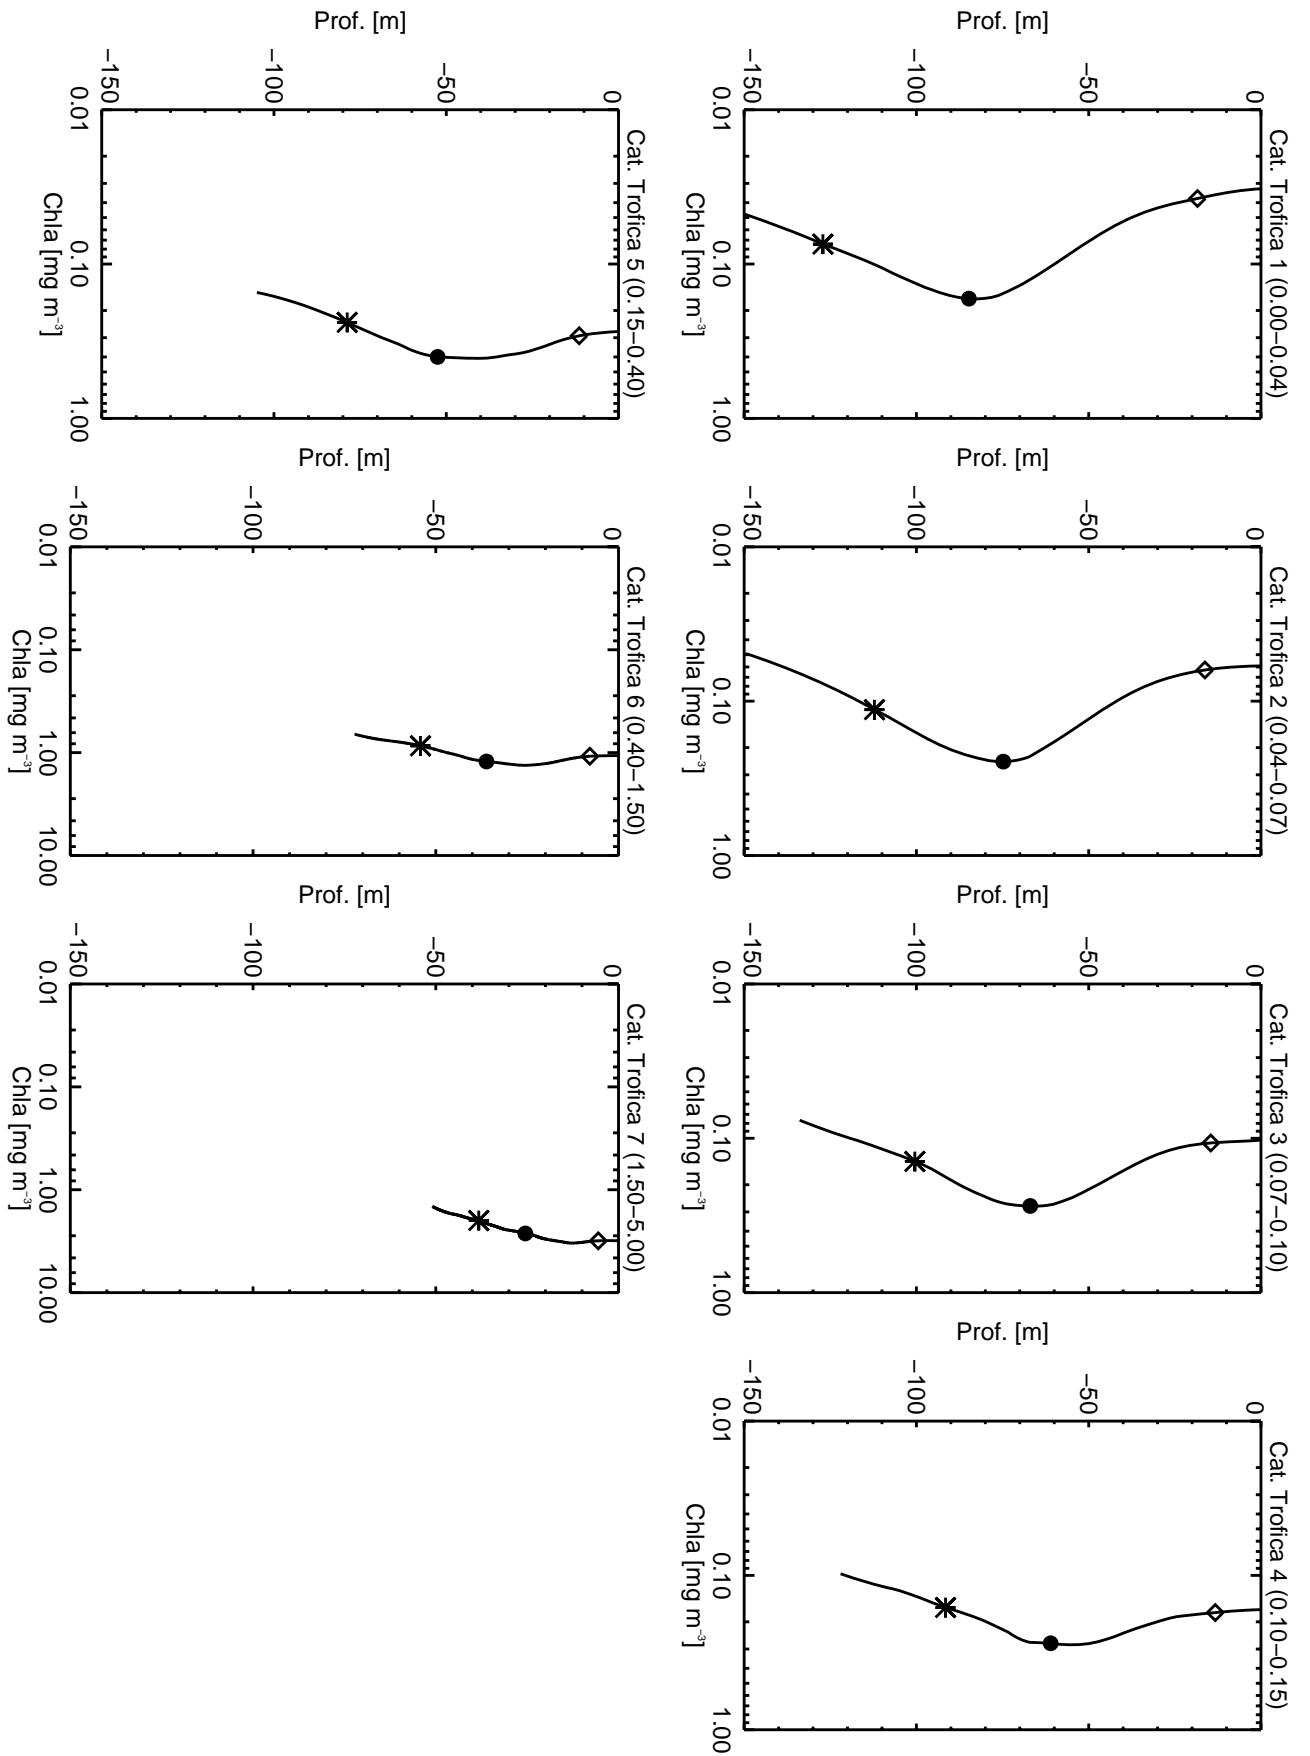 Cat. Trofica 1 (0.00−0.04)
0
−50
−100
−150
Prof. [m]
0.01
0.10
1.00
Chla [mg m⁻³]
Cat. Trofica 2 (0.04−0.07)
0
−50
−100
−150
Prof. [m]
0.01
0.10
1.00
Chla [mg m⁻³]
Cat. Trofica 3 (0.07−0.10)
0
−50
−100
−150
Prof. [m]
0.01
0.10
1.00
Chla [mg m⁻³]
Cat. Trofica 4 (0.10−0.15)
0
−50
−100
−150
Prof. [m]
0.01
0.10
1.00
Chla [mg m⁻³]
Cat. Trofica 5 (0.15−0.40)
0
−50
−100
−150
Prof. [m]
0.01
0.10
1.00
Chla [mg m⁻³]
Cat. Trofica 6 (0.40−1.50)
0
−50
−100
−150
Prof. [m]
0.01
0.10
1.00
10.00
Chla [mg m⁻³]
Cat. Trofica 7 (1.50−5.00)
0
−50
−100
−150
Prof. [m]
0.01
0.10
1.00
10.00
Chla [mg m⁻³]